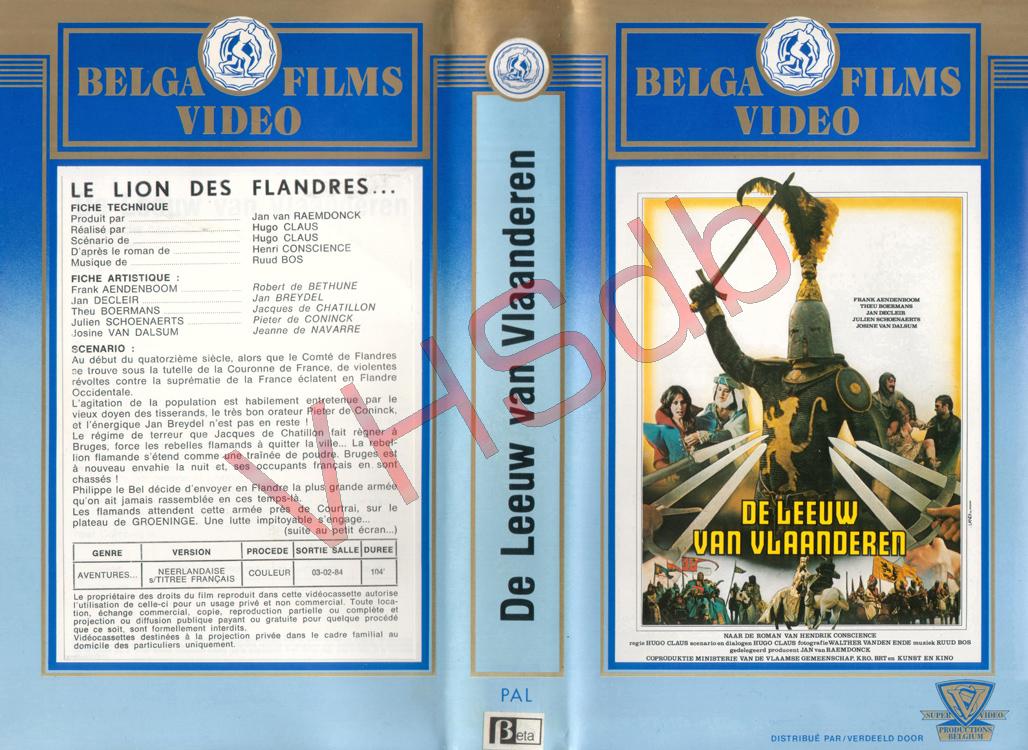 BELGA FILMS
VIDEO
LE LION DES FLANDRES...
FICHE TECHNIQUE
Produit par Jan van RAEMDONCK
Réalisé par Hugo CLAUS
Scénario de Hugo CLAUS
D'après le roman de Henri CONSCIENCE
Musique de Ruud BOS
FICHE ARTISTIQUE :
Frank AENDENBOOM Robert de BETHUNE
Jan DECLEIR Jan BREYDEL
Theu BOERMANS Jacques de CHATILLON
Julien SCHOENAERTS Pieter de CONINCK
Josine VAN DALSUM Jeanne de NAVARRE
SCENARIO :
Au début du quatorzième siècle, alors que le Comté de Flandres
se trouve sous la tutelle de la Couronne de France, de violentes
révoltes contre la suprématie de la France éclatent en Flandre
Occidentale.
L'agitation de la population est habilement entretenue par le
vieux doyen des tisserands, le très bon orateur Pieter de Coninck,
et l'énergique Jan Breydel n'est pas en reste !
Le régime de terreur que Jacques de Chatillon fait régner à
Bruges, force les rebelles flamands à quitter la ville... La rebel-
lion flamande s'étend comme une traînée de poudre. Bruges est
à nouveau envahie la nuit et, ses occupants français en sont
chassés !
Philippe le Bel décide d'envoyer en Flandre la plus grande armée
qu'on ait jamais rassemblée en ces temps-là.
Les flamands attendent cette armée près de Courtrai, sur le
plateau de GROENINGE. Une lutte impitoyable s'engage...
(suite au petit écran...)
GENRE VERSION PROCEDE SORTIE SALLE DUREE
AVENTURES... NEERLANDAISE s/TITREE FRANÇAIS COULEUR 03-02-84 104'
Le propriétaire des droits du film reproduit dans cette vidéocassette autorise
l'utilisation de celle-ci pour un usage privé et non commercial. Toute loca-
tion, échange commercial, copie, reproduction partielle ou complète et
projection ou diffusion publique payant ou gratuite pour quelque procédé
que ce soit, sont formellement interdits.
Vidéocassettes destinées à la projection privée dans le cadre familial au
domicile des particuliers uniquement.
De Leeuw van Vlaanderen
PAL
Beta
BELGA FILMS
VIDEO
FRANK AENDENBOOM
THEU BOERMANS
JAN DECLEIR
JULIEN SCHOENAERTS
JOSINE VAN DALSUM
DE LEEUW
VAN VLAANDEREN
NAAR DE ROMAN VAN HENDRIK CONSCIENCE
regie HUGO CLAUS scenario en dialogen HUGO CLAUS fotografie WALTHER VANDEN ENDE muziek RUUD BOS
gedelegeerd producent JAN van RAEMDONCK
COPRODUKTIE MINISTERIE VAN DE VLAAMSE GEMEENSCHAP, KRO, BRT en KUNST EN KINO
DISTRIBUÉ PAR/VERDEELD DOOR
SUPER VIDEO
PRODUCTIONS
BELGIUM
VHSdb